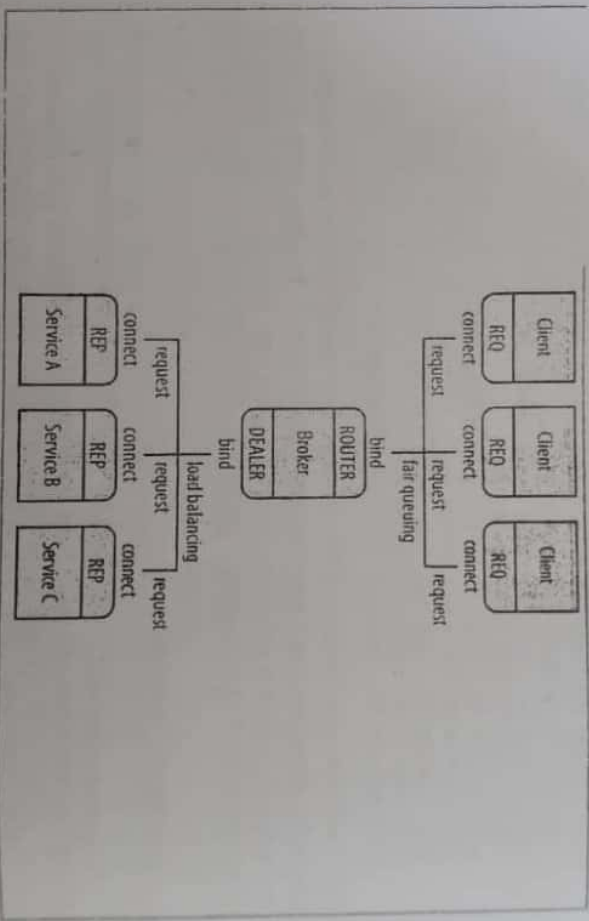 Client Client Client
REQ REQ REQ
connect connect connect
request request request
fair queuing
bind
ROUTER
Broker
DEALER
bind
load balancing
request request request
connect connect connect
REP REP REP
Service A Service B Service C